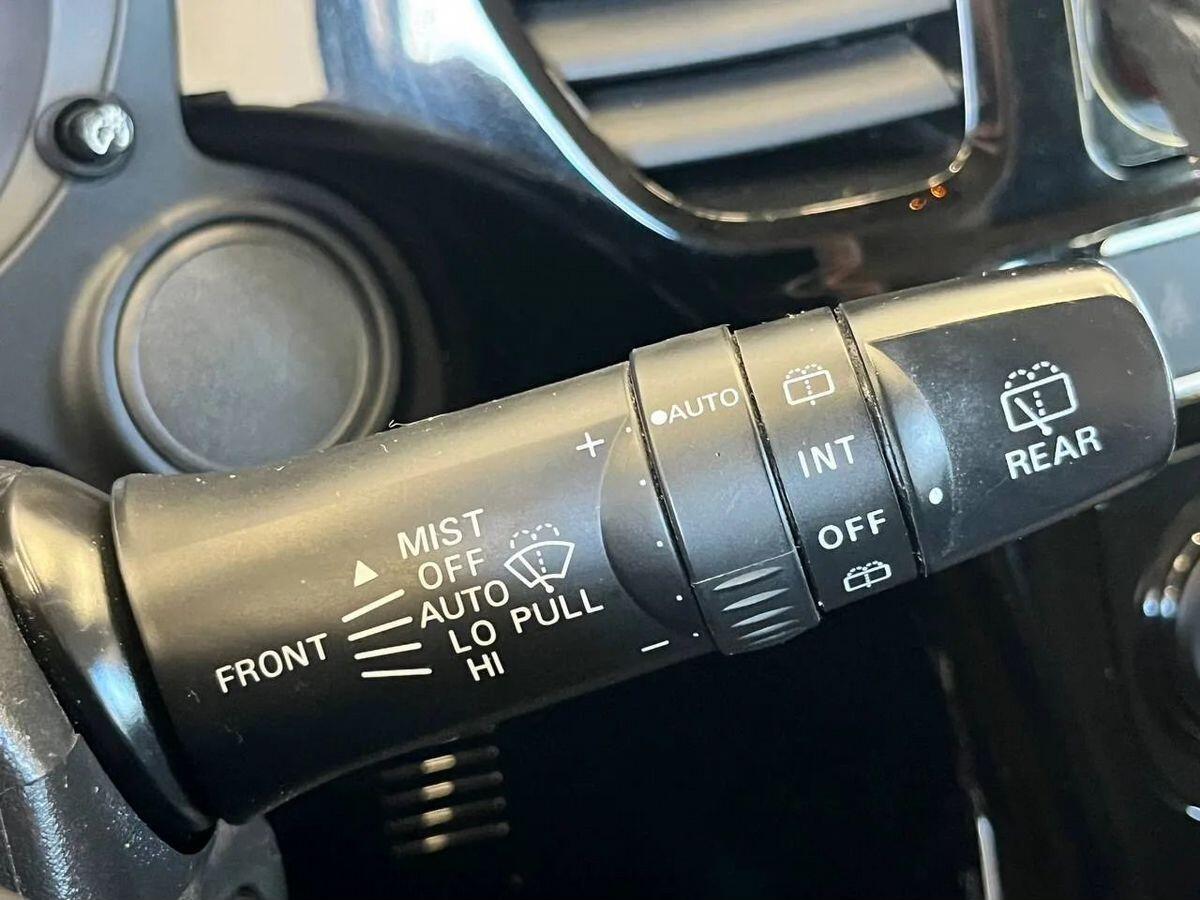 FRONT
MIST
OFF
AUTO
LO PULL
HI
+
−
AUTO
INT
OFF
REAR